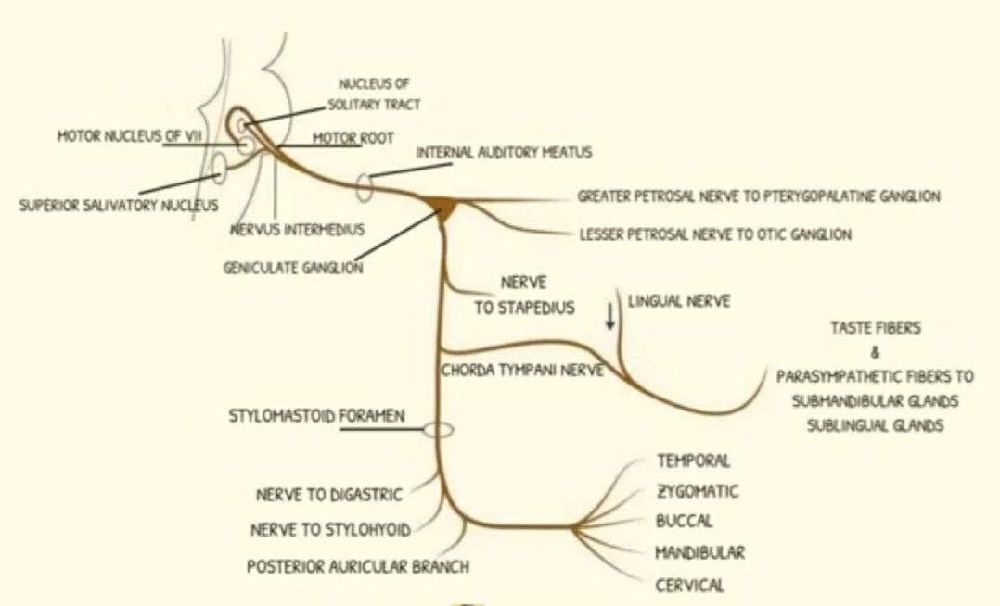 NUCLEUS OF
SOLITARY TRACT
MOTOR NUCLEUS OF VII
MOTOR ROOT
INTERNAL AUDITORY MEATUS
SUPERIOR SALIVATORY NUCLEUS
GREATER PETROSAL NERVE TO PTERYGOPALATINE GANGLION
NERVUS INTERMEDIUS
LESSER PETROSAL NERVE TO OTIC GANGLION
GENICULATE GANGLION
NERVE
TO STAPEDIUS
LINGUAL NERVE
TASTE FIBERS
&
PARASYMPATHETIC FIBERS TO
SUBMANDIBULAR GLANDS
SUBLINGUAL GLANDS
CHORDA TYMPANI NERVE
STYLOMASTOID FORAMEN
TEMPORAL
ZYGOMATIC
BUCCAL
MANDIBULAR
CERVICAL
NERVE TO DIGASTRIC
NERVE TO STYLOHYOID
POSTERIOR AURICULAR BRANCH